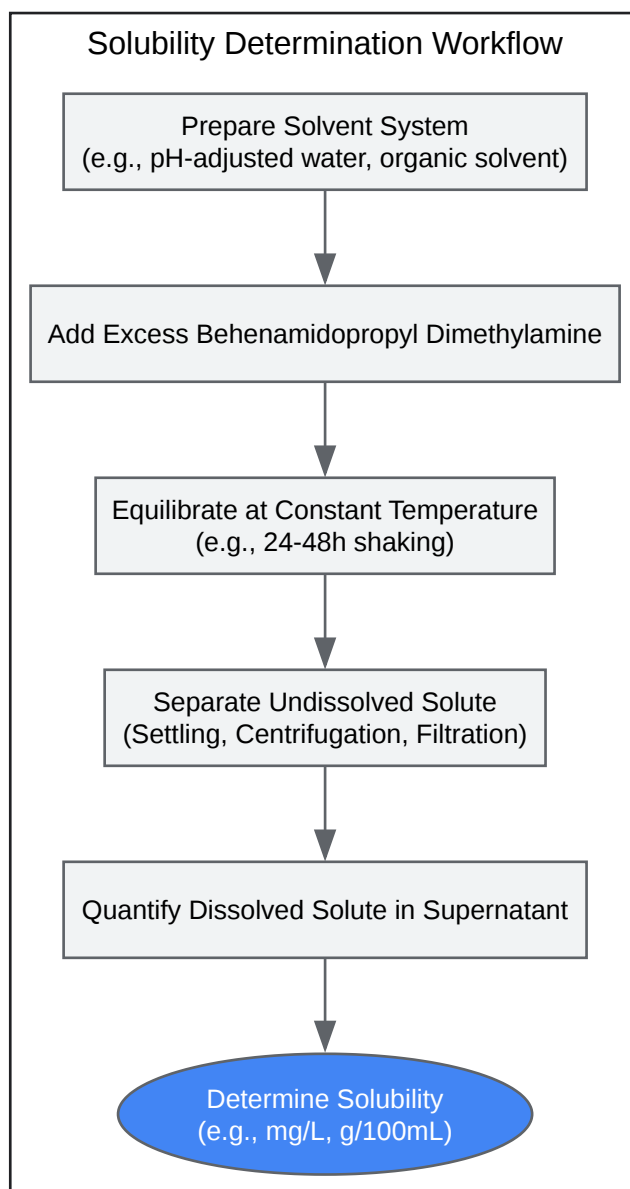 Solubility Determination Workflow
Prepare Solvent System
(e.g., pH-adjusted water, organic solvent)
Add Excess Behenamidopropyl Dimethylamine
Equilibrate at Constant Temperature
(e.g., 24-48h shaking)
Separate Undissolved Solute
(Settling, Centrifugation, Filtration)
Quantify Dissolved Solute in Supernatant
Determine Solubility
(e.g., mg/L, g/100mL)